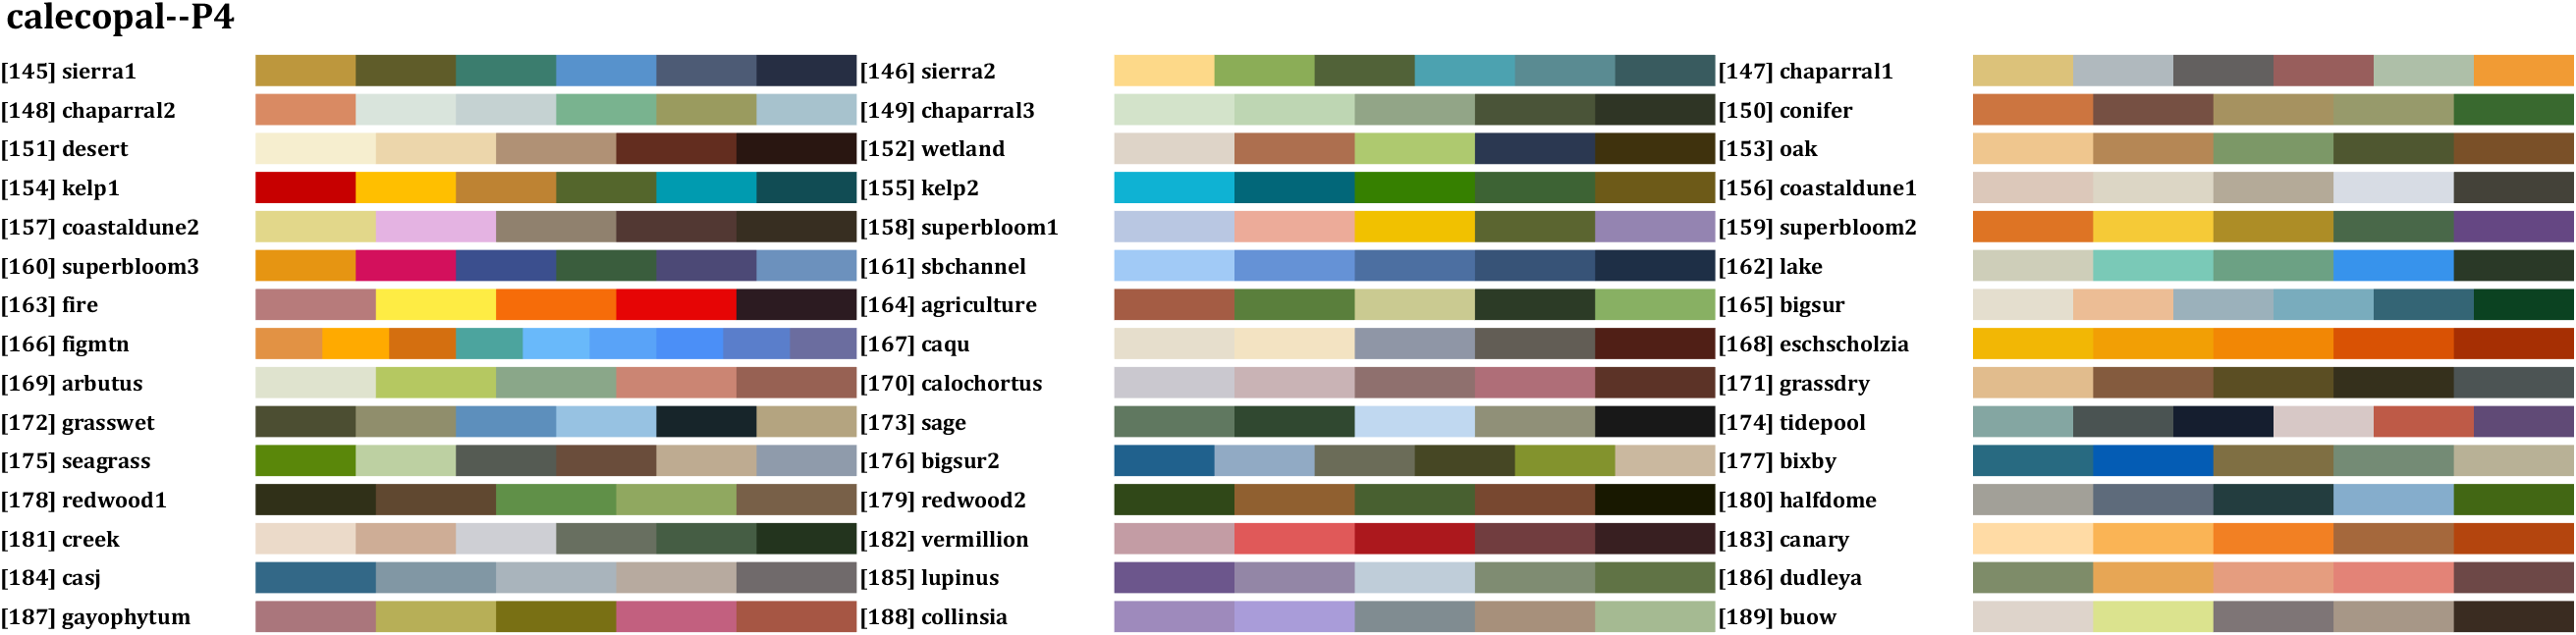 calecopal--P4
[145] sierra1 [146] sierra2 [147] chaparral1
[148] chaparral2 [149] chaparral3 [150] conifer
[151] desert [152] wetland [153] oak
[154] kelp1 [155] kelp2 [156] coastaldune1
[157] coastaldune2 [158] superbloom1 [159] superbloom2
[160] superbloom3 [161] sbchannel [162] lake
[163] fire [164] agriculture [165] bigsur
[166] figmtn [167] caqu [168] eschscholzia
[169] arbutus [170] calochortus [171] grassdry
[172] grasswet [173] sage [174] tidepool
[175] seagrass [176] bigsur2 [177] bixby
[178] redwood1 [179] redwood2 [180] halfdome
[181] creek [182] vermillion [183] canary
[184] casj [185] lupinus [186] dudleya
[187] gayophytum [188] collinsia [189] buow